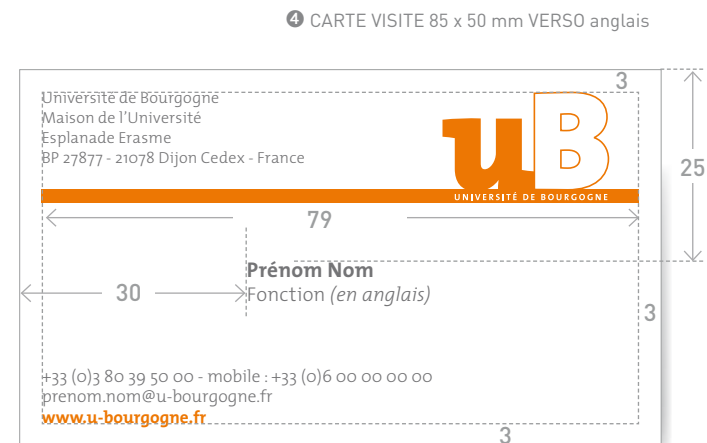 ❹ CARTE VISITE 85 x 50 mm VERSO anglais
3
Université de Bourgogne
Maison de l'Université
Esplanade Erasme
BP 27877 - 21078 Dijon Cedex - France
uB
UNIVERSITÉ DE BOURGOGNE
25
79
Prénom Nom
30
Fonction (en anglais)
3
+33 (0)3 80 39 50 00 - mobile : +33 (0)6 00 00 00 00
prenom.nom@u-bourgogne.fr
www.u-bourgogne.fr
3